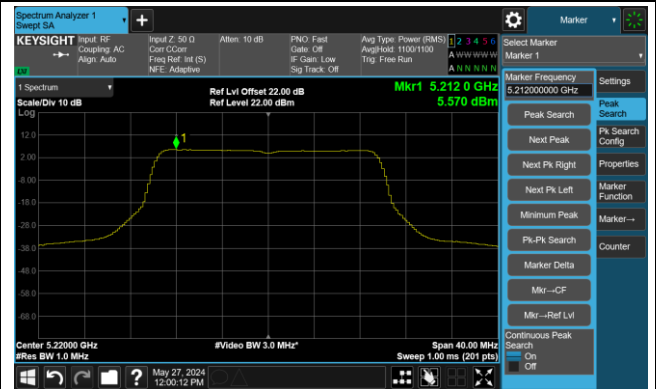 Spectrum Analyzer 1
Swept SA
Marker
KEYSIGHT
Input: RF
Coupling: AC
Align: Auto
Input Z: 50 Ω
Corr CCorr
Freq Ref: Int (S)
NFE: Adaptive
Atten: 10 dB
PNO: Fast
Gate: Off
IF Gain: Low
Sig Track: Off
Avg Type: Power (RMS)
Avg|Hold: 1100/1100
Trig: Free Run
1 2 3 4 5 6
A W W W W W
A N N N N N
Select Marker
Marker 1
1 Spectrum
Scale/Div 10 dB
Log
Ref Lvl Offset 22.00 dB
Ref Level 22.00 dBm
Mkr1 5.212 0 GHz
5.570 dBm
1
12.0
2.00
-8.00
-18.0
-28.0
-38.0
-48.0
-58.0
-68.0
Center 5.22000 GHz
#Res BW 1.0 MHz
#Video BW 3.0 MHz*
Span 40.00 MHz
Sweep 1.00 ms (201 pts)
Marker Frequency
5.212000000 GHz
Peak Search
Next Peak
Next Pk Right
Next Pk Left
Minimum Peak
Pk-Pk Search
Marker Delta
Mkr→CF
Mkr→Ref Lvl
Continuous Peak
Search
On
Off
Settings
Peak
Search
Pk Search
Config
Properties
Marker
Function
Marker→
Counter
?
May 27, 2024
12:00:12 PM